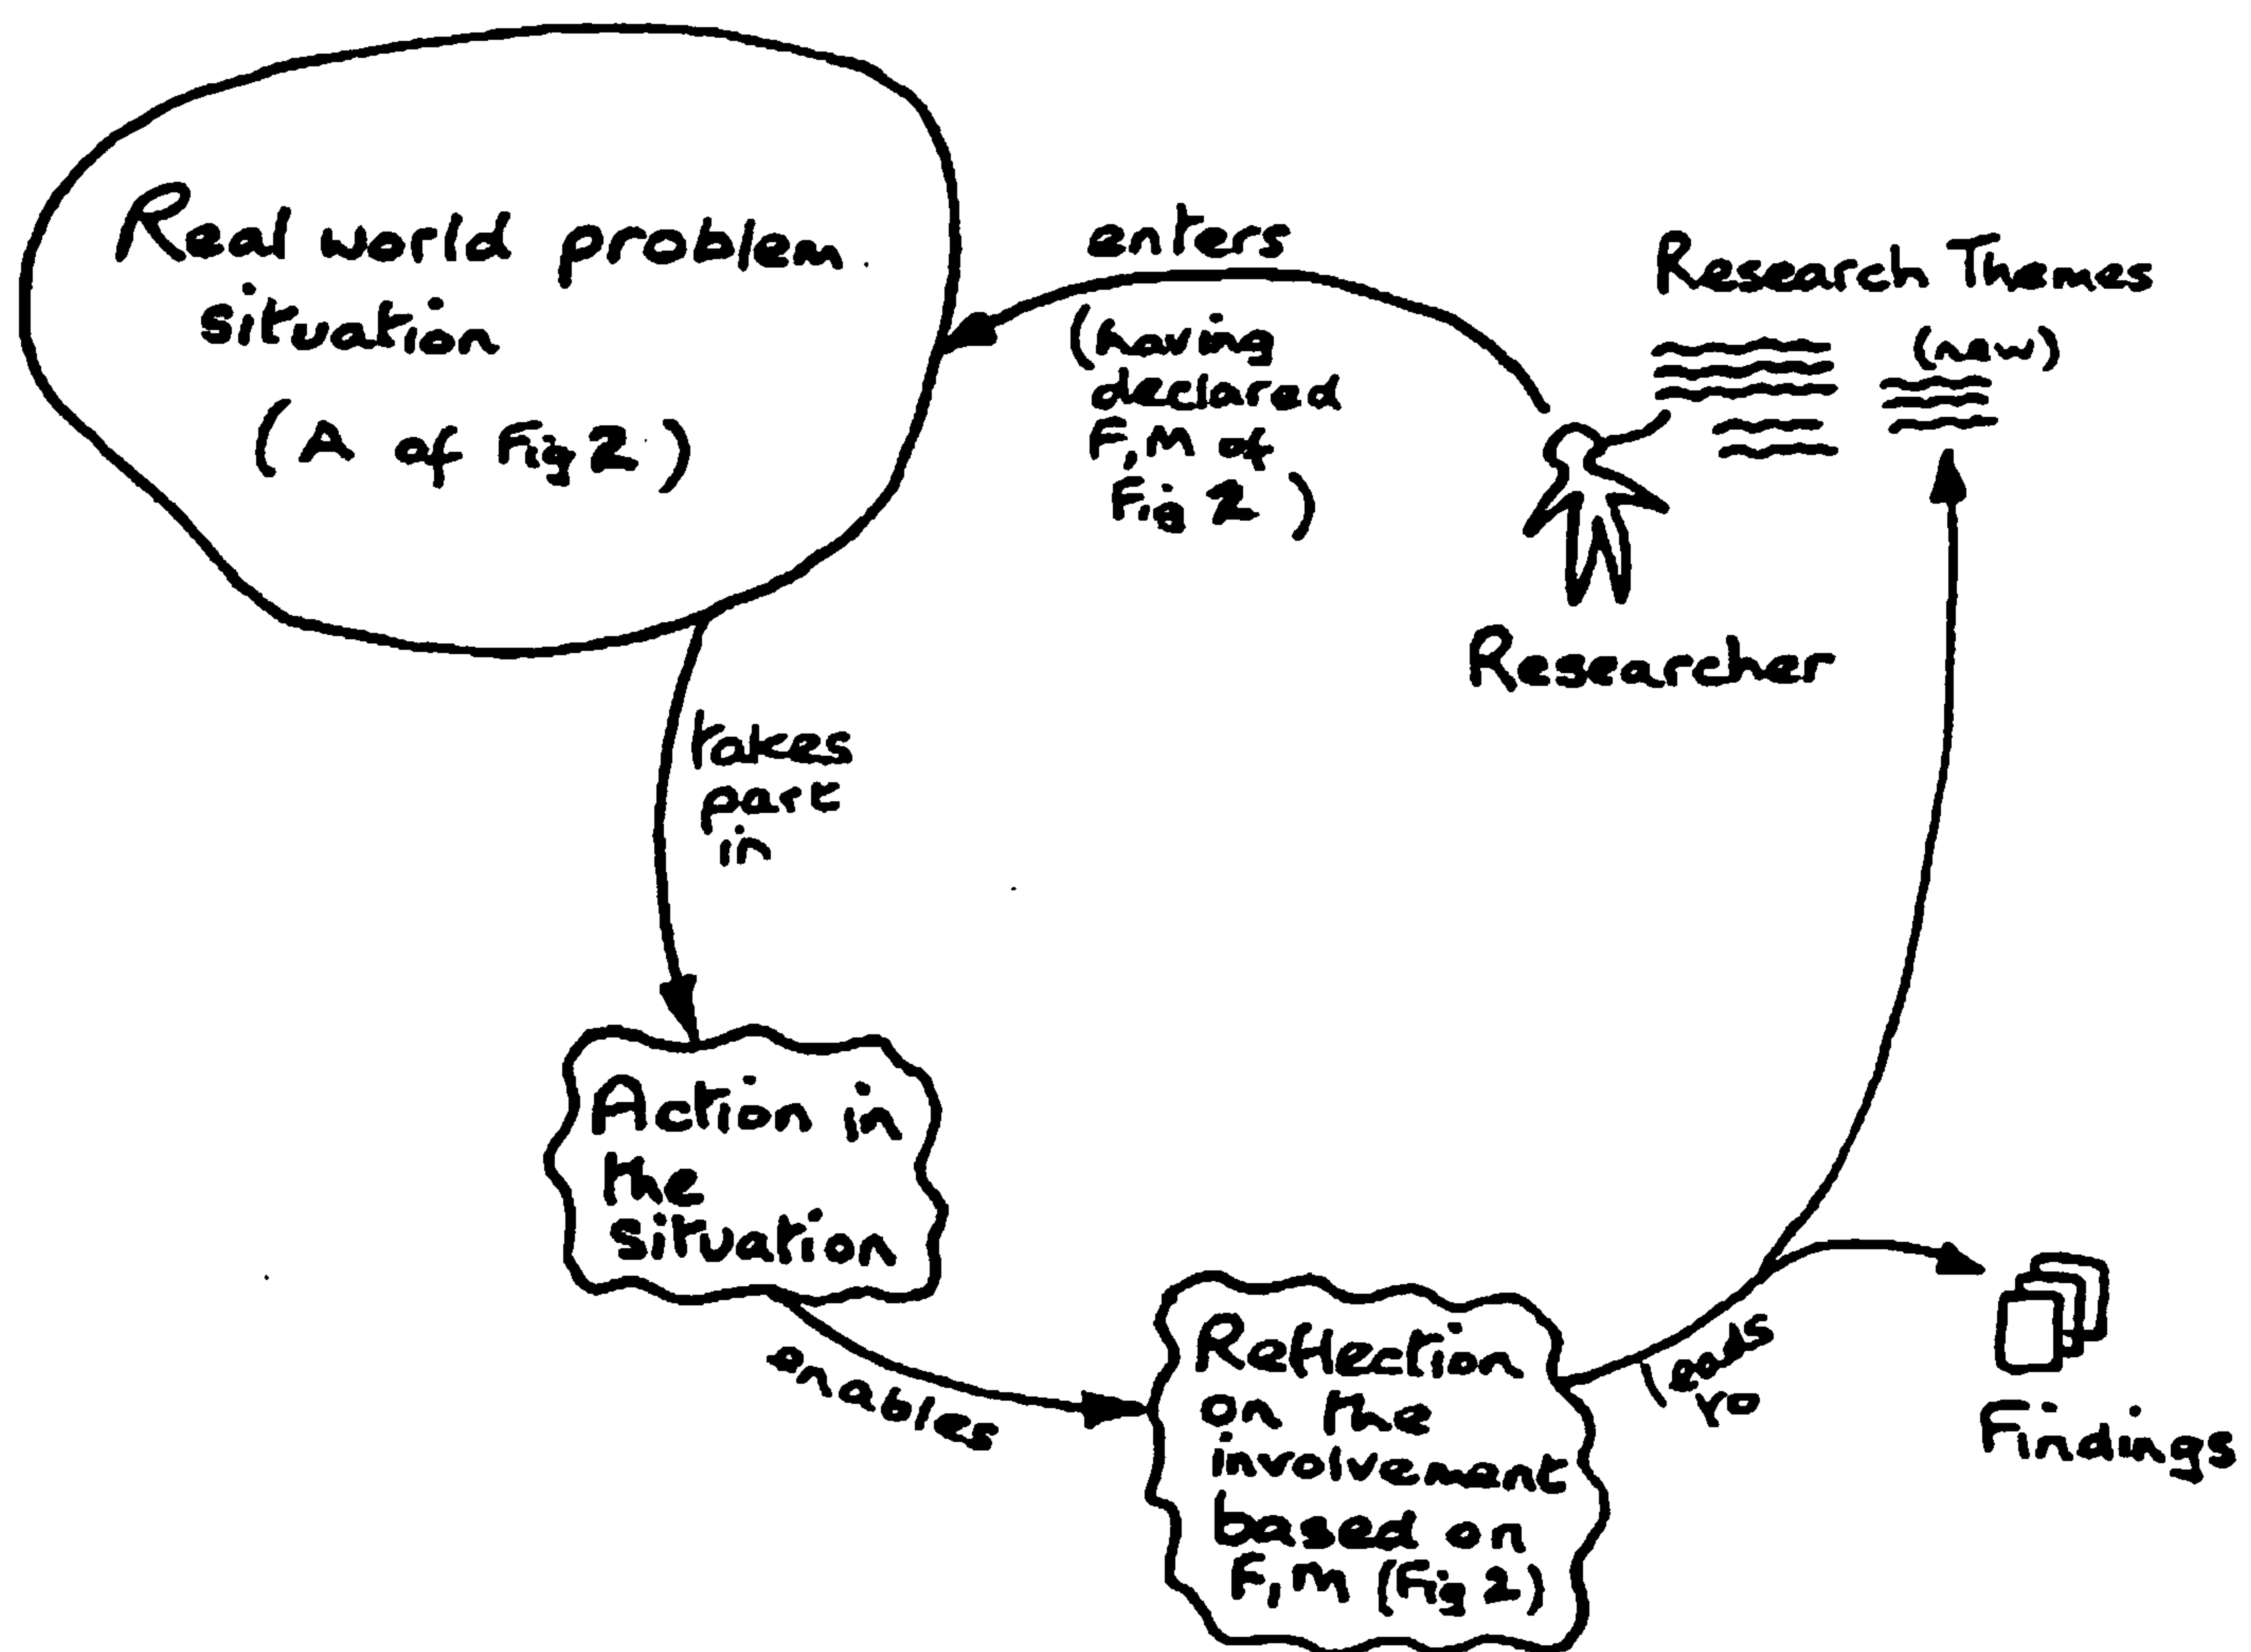 Real world problem
situation
(A of Fig 2)
enters
(having
declared
F, M of
Fig 2)
Research Themes
(new)
Researcher
takes
part
in
Action in
the
situation
enables
Reflection
on the
involvement
based on
F, M (Fig 2)
leads
to
Findings